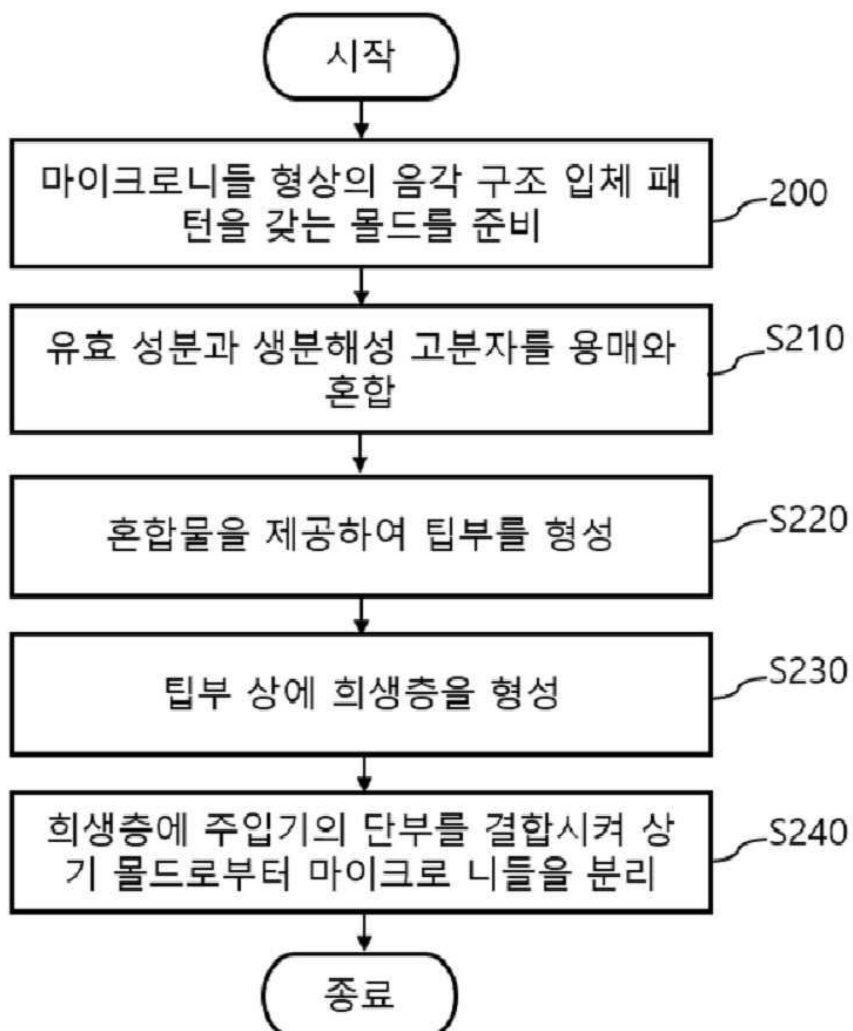 시작
마이크로니들 형상의 음각 구조 입체 패
턴을 갖는 몰드를 준비
200
유효 성분과 생분해성 고분자를 용매와
혼합
S210
혼합물을 제공하여 팁부를 형성
S220
팁부 상에 희생층을 형성
S230
희생층에 주입기의 단부를 결합시켜 상
기 몰드로부터 마이크로 니들을 분리
S240
종료